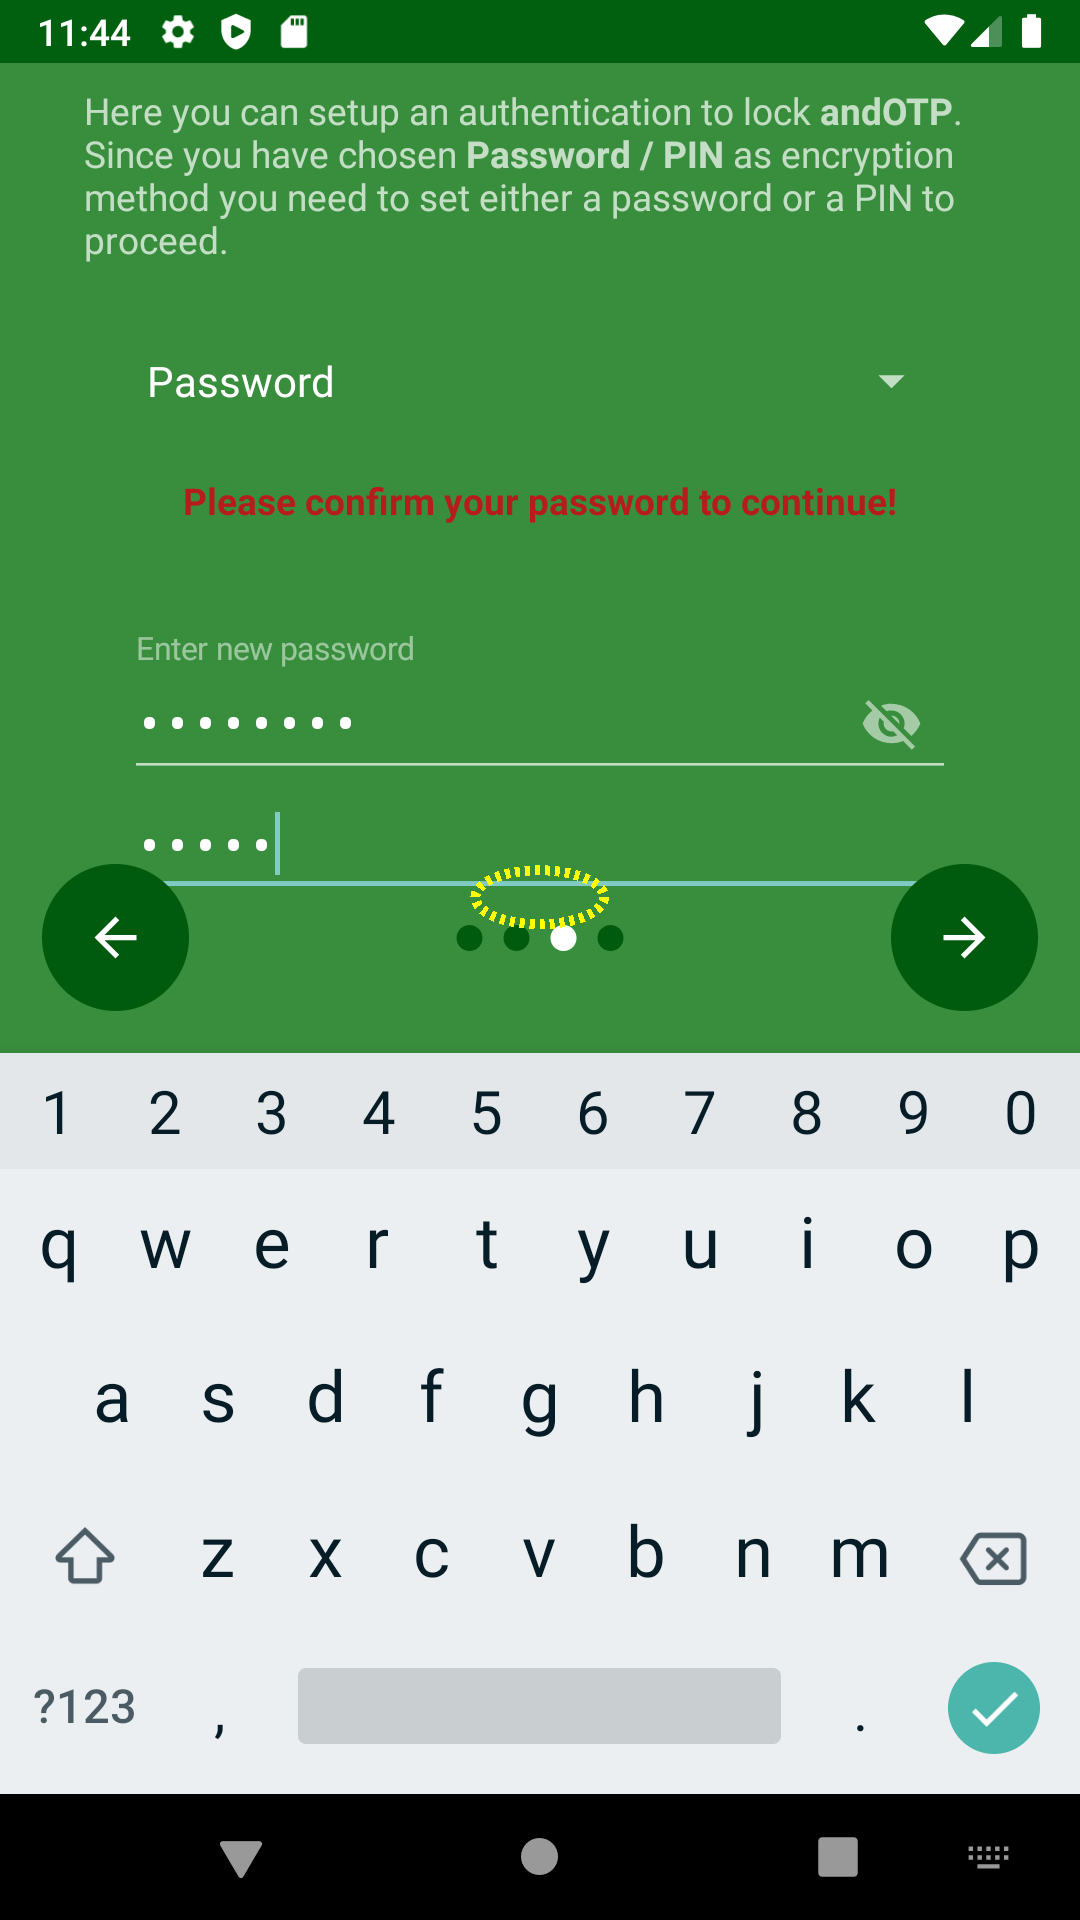 11:44
Here you can setup an authentication to lock andOTP.
Since you have chosen Password / PIN as encryption
method you need to set either a password or a PIN to
proceed.
Password
Please confirm your password to continue!
Enter new password
1 2 3 4 5 6 7 8 9 0
q w e r t y u i o p
a s d f g h j k l
z x c v b n m
?123 , .